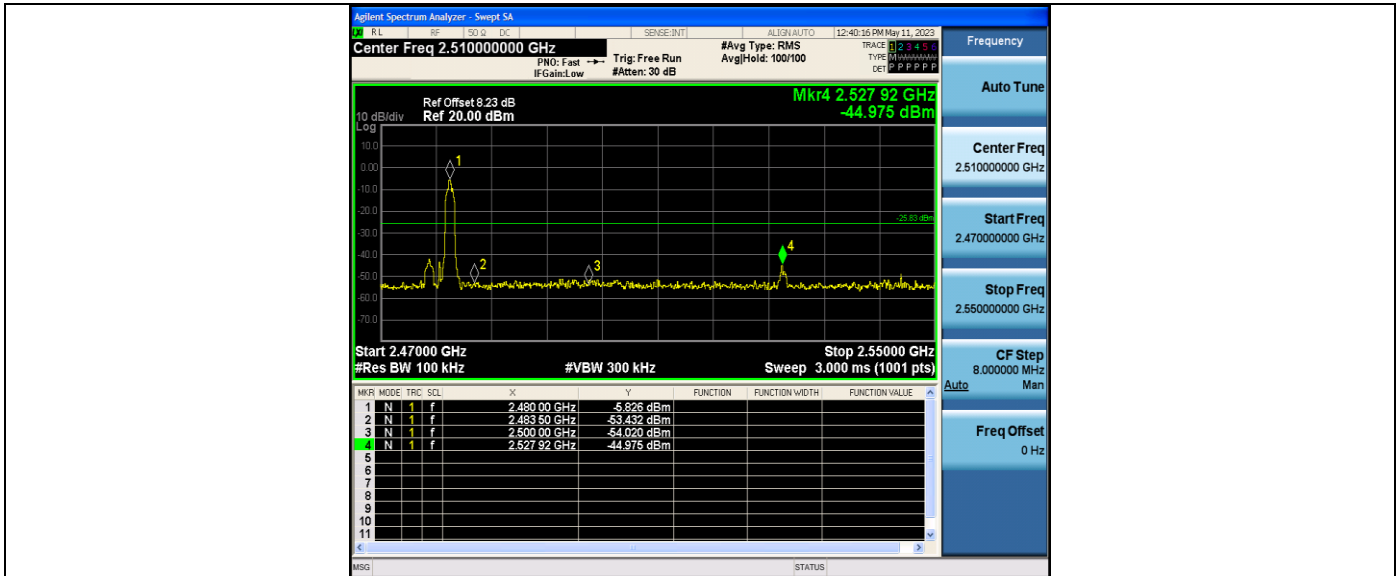 Agilent Spectrum Analyzer - Swept SA
RL RF 50 Ω DC SENSE:INT ALIGN AUTO 12:40:16 PM May 11, 2023
Center Freq 2.510000000 GHz
PNO: Fast
IFGain:Low
Trig: Free Run
#Atten: 30 dB
#Avg Type: RMS
Avg|Hold: 100/100
TRACE 1 2 3 4 5 6
TYPE M
DET P P P P P P
Mkr4 2.527 92 GHz
-44.975 dBm
Ref Offset 8.23 dB
10 dB/div Ref 20.00 dBm
Log
10.0
0.00
-10.0
-20.0
-30.0
-40.0
-50.0
-60.0
-70.0
1
2
3
4
-25.83 dBm
Start 2.47000 GHz Stop 2.55000 GHz
#Res BW 100 kHz #VBW 300 kHz Sweep 3.000 ms (1001 pts)
MKR MODE TRC SCL X Y FUNCTION FUNCTION WIDTH FUNCTION VALUE
1 N 1 f 2.480 00 GHz -5.826 dBm
2 N 1 f 2.483 50 GHz -53.432 dBm
3 N 1 f 2.500 00 GHz -54.020 dBm
4 N 1 f 2.527 92 GHz -44.975 dBm
5
6
7
8
9
10
11
MSG STATUS
Frequency
Auto Tune
Center Freq
2.510000000 GHz
Start Freq
2.470000000 GHz
Stop Freq
2.550000000 GHz
CF Step
8.000000 MHz
Auto Man
Freq Offset
0 Hz